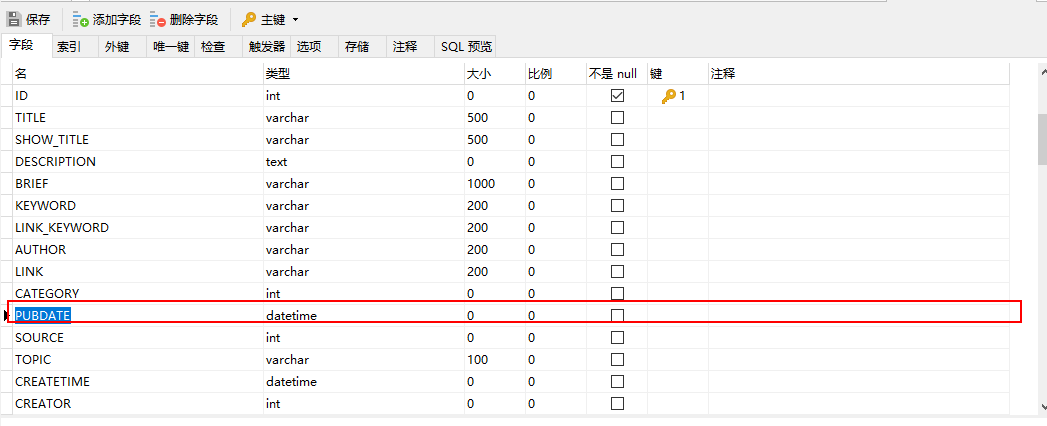 保存 添加字段 删除字段 主键
字段 索引 外键 唯一键 检查 触发器 选项 存储 注释 SQL 预览
名 类型 大小 比例 不是 null 键 注释
ID int 0 0 1
TITLE varchar 500 0
SHOW_TITLE varchar 500 0
DESCRIPTION text 0 0
BRIEF varchar 1000 0
KEYWORD varchar 200 0
LINK_KEYWORD varchar 200 0
AUTHOR varchar 200 0
LINK varchar 200 0
CATEGORY int 0 0
PUBDATE datetime 0 0
SOURCE int 0 0
TOPIC varchar 100 0
CREATETIME datetime 0 0
CREATOR int 0 0